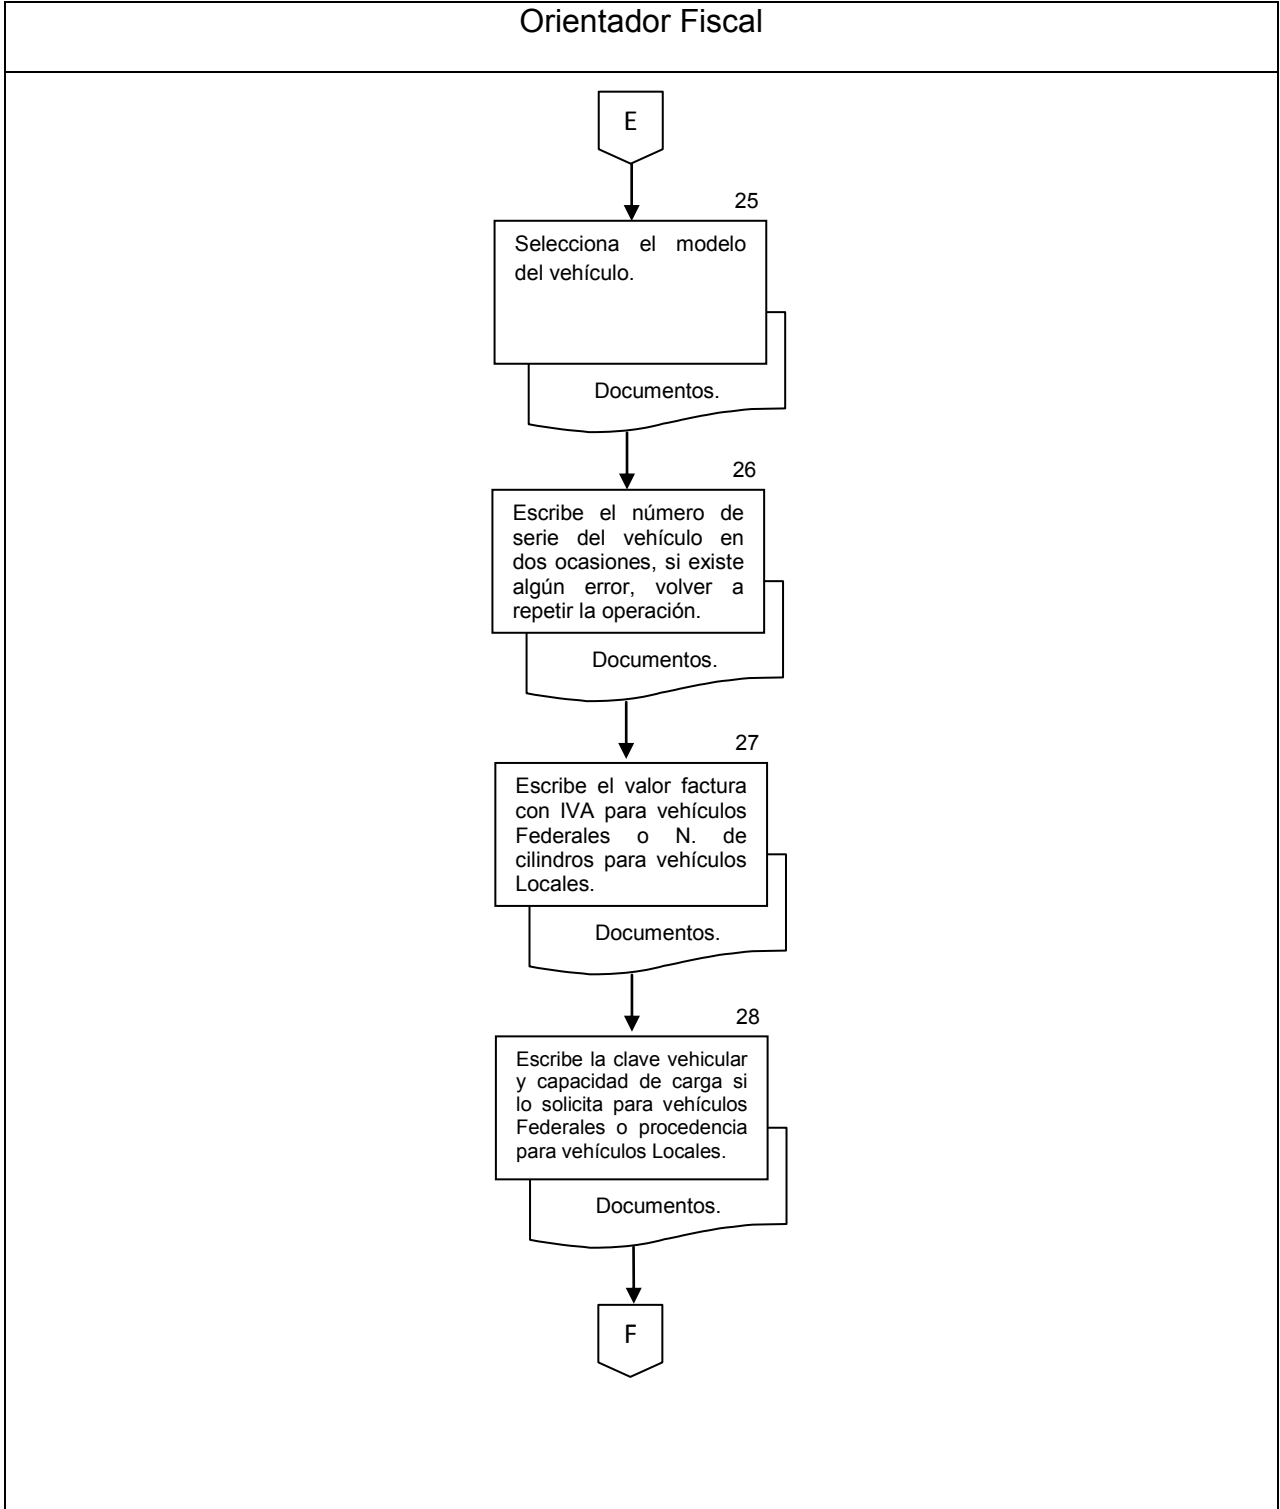 Orientador Fiscal
E
25
Selecciona el modelo
del vehículo.
Documentos.
26
Escribe el número de
serie del vehículo en
dos ocasiones, si existe
algún error, volver a
repetir la operación.
Documentos.
27
Escribe el valor factura
con IVA para vehículos
Federales o N. de
cilindros para vehículos
Locales.
Documentos.
28
Escribe la clave vehicular
y capacidad de carga si
lo solicita para vehículos
Federales o procedencia
para vehículos Locales.
Documentos.
F